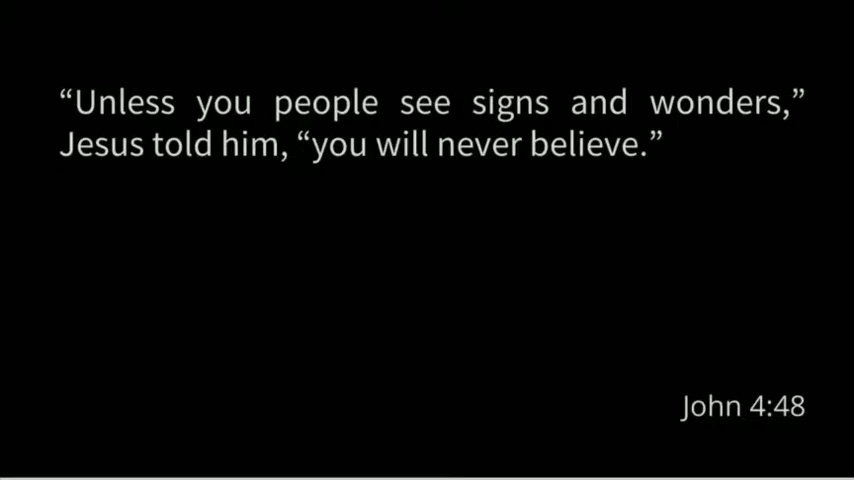 “Unless you people see signs and wonders,”
Jesus told him, “you will never believe.”
John 4:48